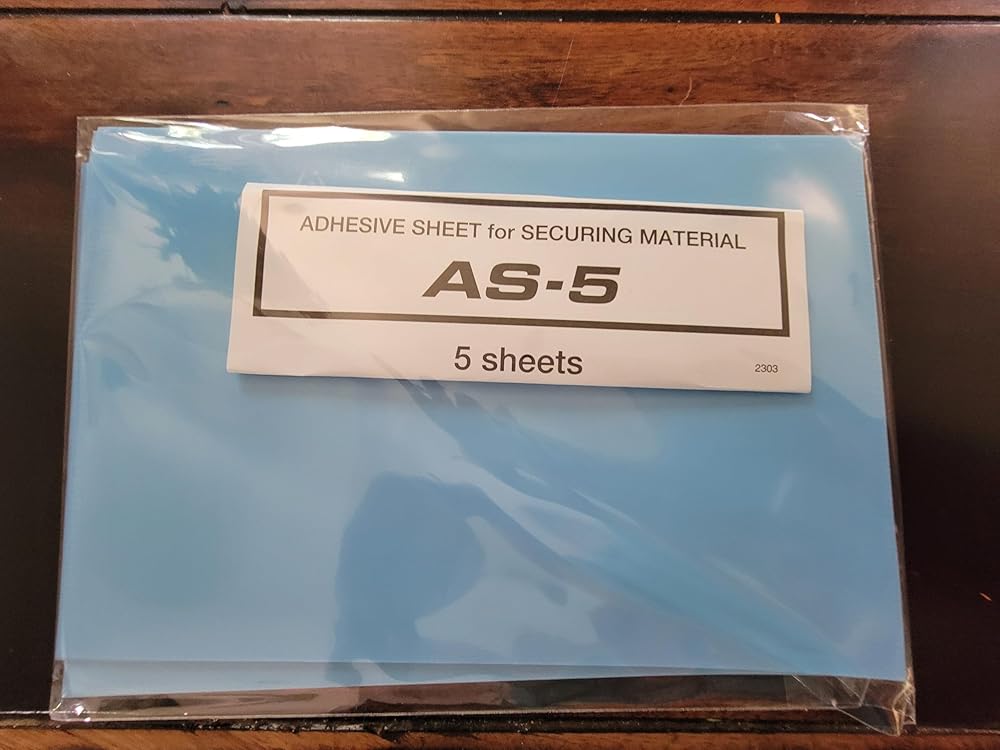 ADHESIVE SHEET for SECURING MATERIAL
AS-5
5 sheets
2303